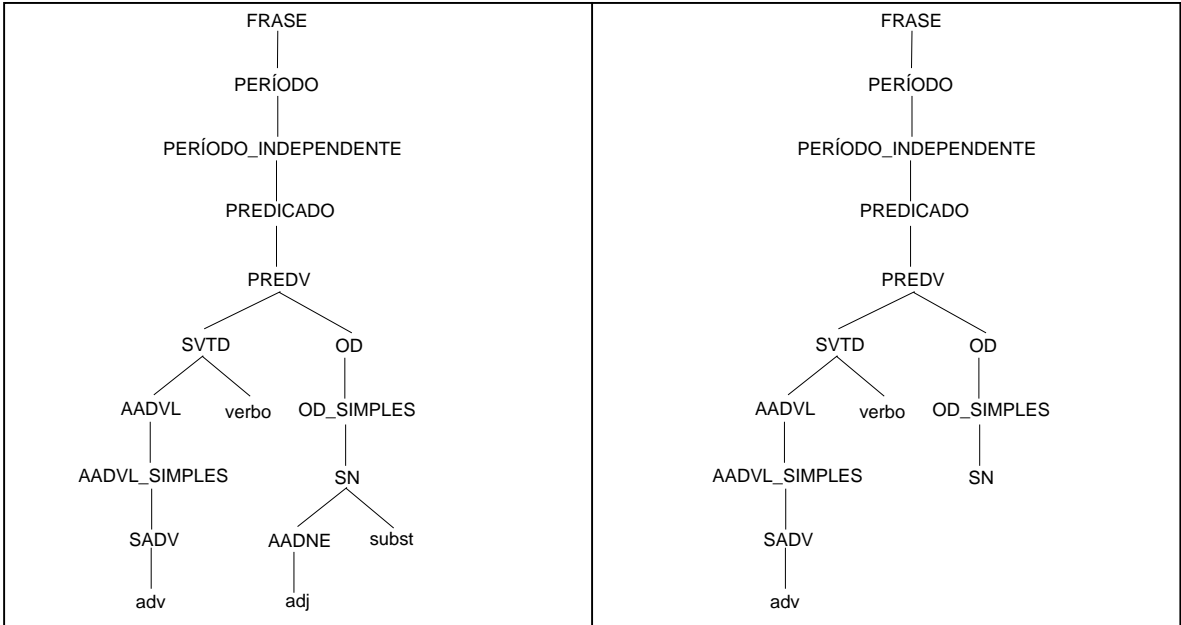 FRASE
PERÍODO
PERÍODO_INDEPENDENTE
PREDICADO
PREDV
SVTD OD
AADVL verbo OD_SIMPLES
AADVL_SIMPLES SN
SADV AADNE subst
adv adj
FRASE
PERÍODO
PERÍODO_INDEPENDENTE
PREDICADO
PREDV
SVTD OD
AADVL verbo OD_SIMPLES
AADVL_SIMPLES SN
SADV
adv